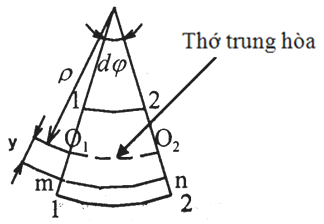 Thớ trung hòa
dφ
ρ
1 2
y O₁ O₂
m n
1 2